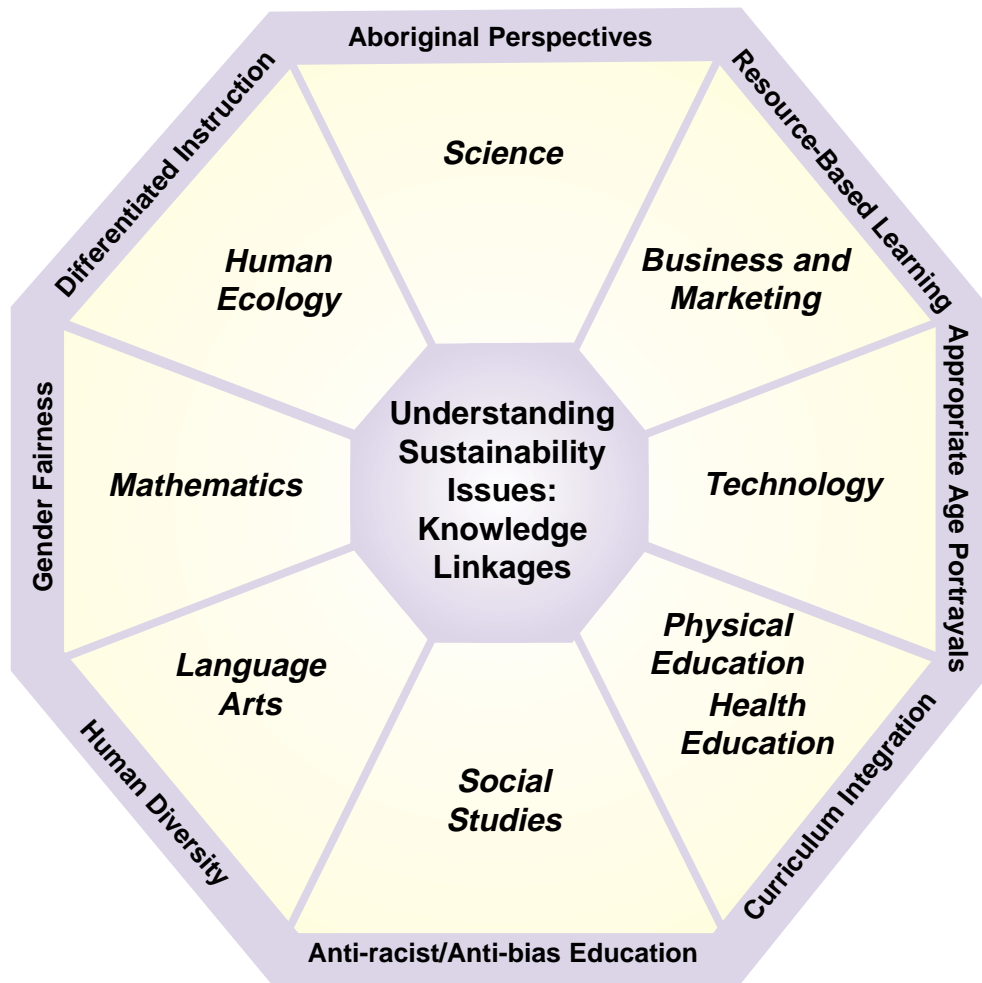 Aboriginal Perspectives
Resource-Based Learning
Appropriate Age Portrayals
Curriculum Integration
Anti-racist/Anti-bias Education
Human Diversity
Gender Fairness
Differentiated Instruction
Science
Business and
Marketing
Technology
Physical
Education
Health
Education
Social
Studies
Language
Arts
Mathematics
Human
Ecology
Understanding
Sustainability
Issues:
Knowledge
Linkages